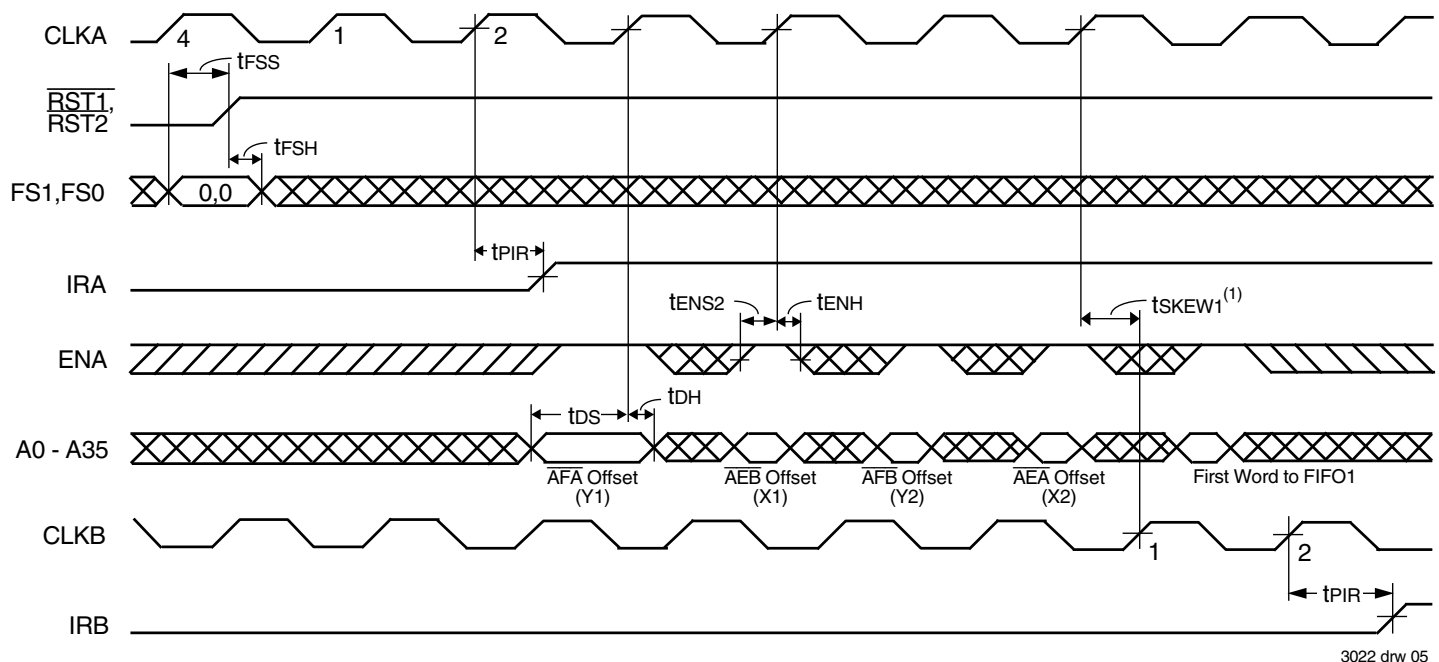 CLKA
4
1
2
tFSS
RST1,
RST2
tFSH
FS1,FS0
0,0
tPIR
IRA
tENS2
tENH
tSKEW1(1)
ENA
tDS
tDH
A0 - A35
AFA Offset
(Y1)
AEB Offset
(X1)
AFB Offset
(Y2)
AEA Offset
(X2)
First Word to FIFO1
CLKB
1
2
tPIR
IRB
3022 drw 05